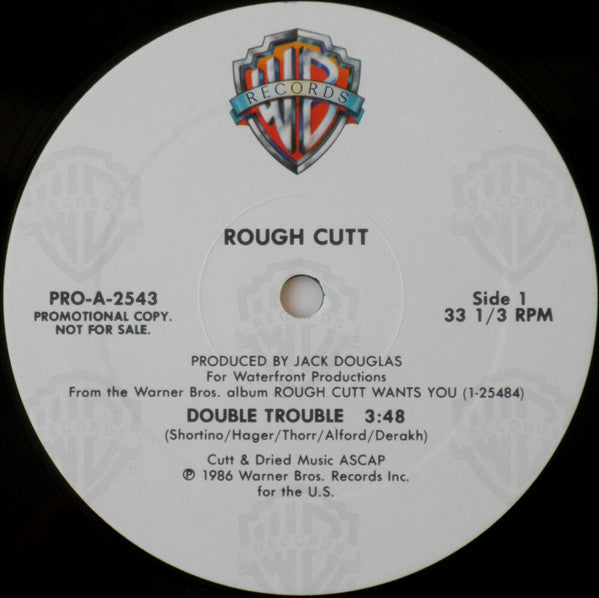 WB
RECORDS
®
ROUGH CUTT
PRO-A-2543
PROMOTIONAL COPY.
NOT FOR SALE.
Side 1
33 1/3 RPM
PRODUCED BY JACK DOUGLAS
For Waterfront Productions
From the Warner Bros. album ROUGH CUTT WANTS YOU (1-25484)
DOUBLE TROUBLE 3:48
(Shortino/Hager/Thorr/Alford/Derakh)
Cutt & Dried Music ASCAP
℗ 1986 Warner Bros. Records Inc.
for the U.S.